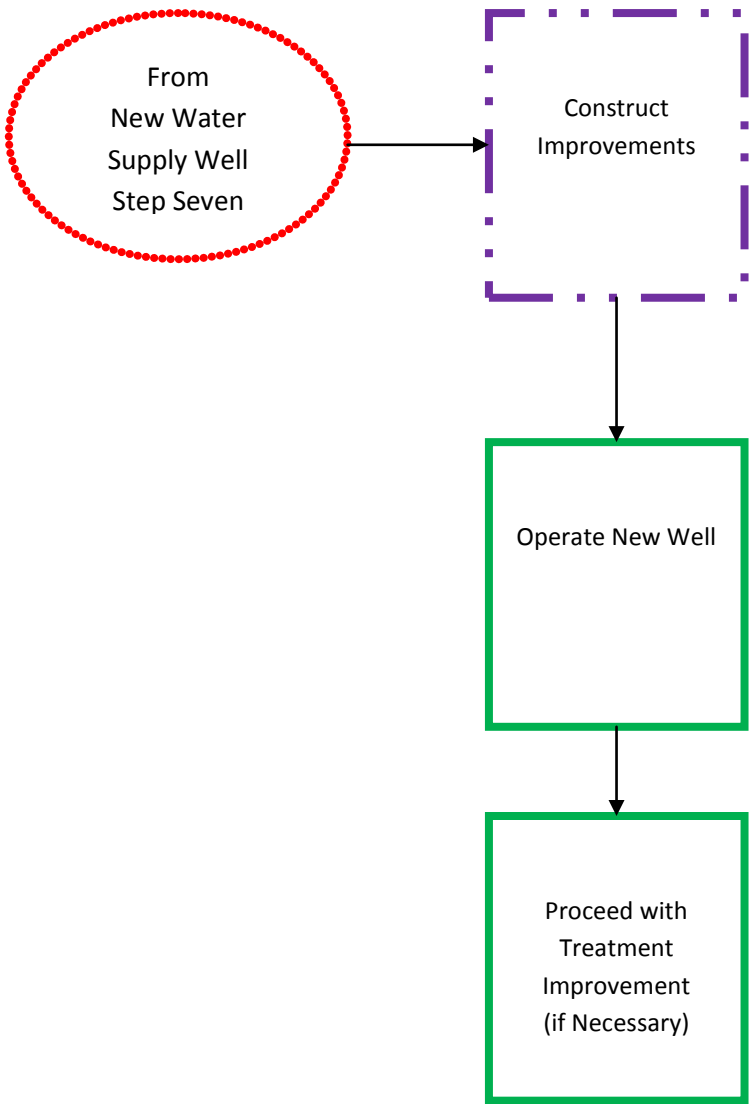 From
New Water
Supply Well
Step Seven
Construct
Improvements
Operate New Well
Proceed with
Treatment
Improvement
(if Necessary)